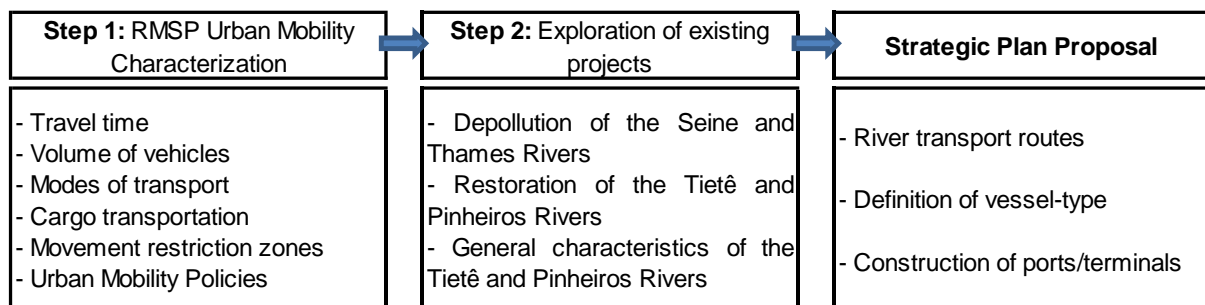 Step 1: RMSP Urban Mobility
Characterization
- Travel time
- Volume of vehicles
- Modes of transport
- Cargo transportation
- Movement restriction zones
- Urban Mobility Policies
Step 2: Exploration of existing
projects
- Depollution of the Seine and
Thames Rivers
- Restoration of the Tietê and
Pinheiros Rivers
- General characteristics of the
Tietê and Pinheiros Rivers
Strategic Plan Proposal
- River transport routes
- Definition of vessel-type
- Construction of ports/terminals